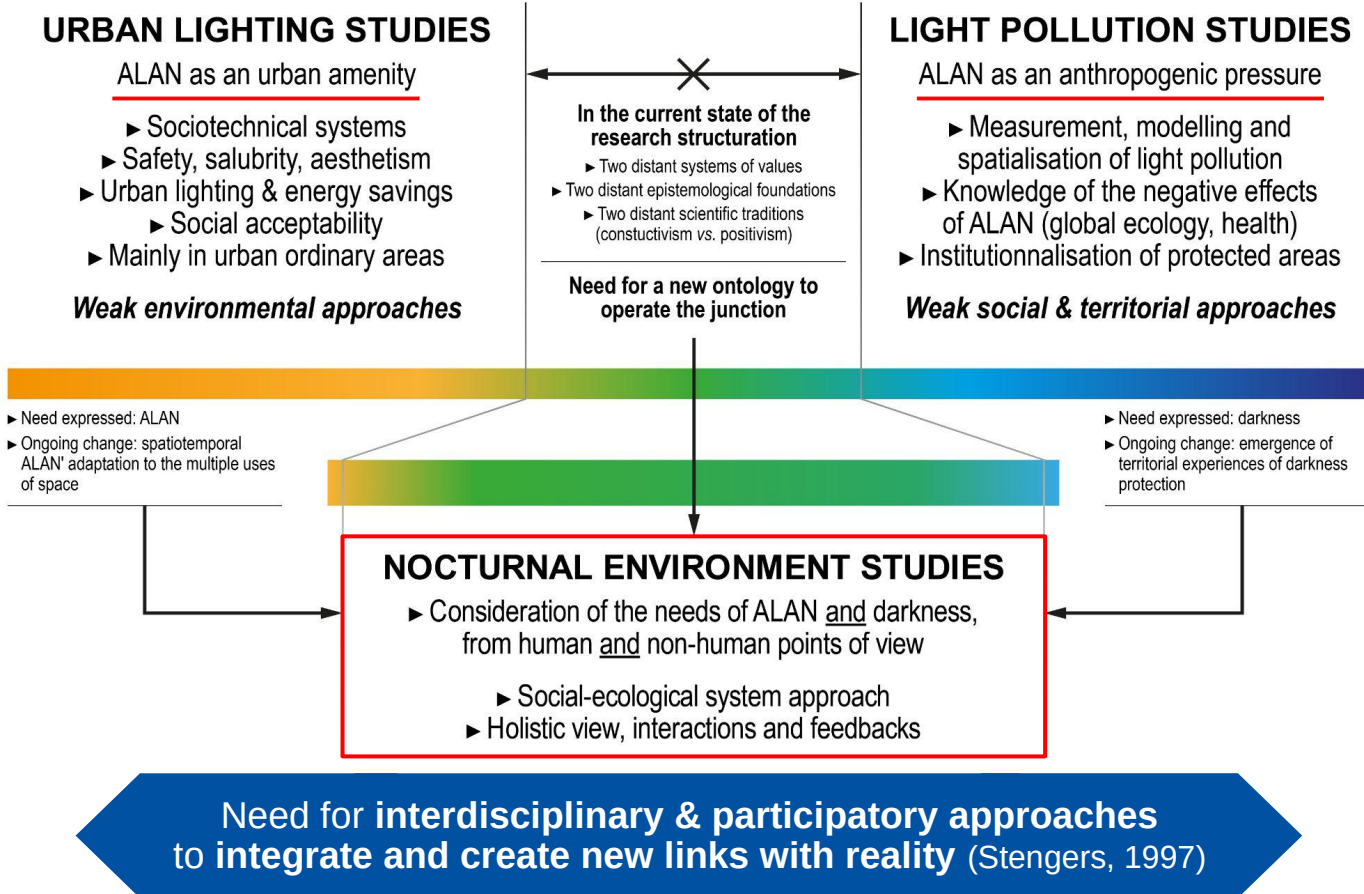 URBAN LIGHTING STUDIES
ALAN as an urban amenity
► Sociotechnical systems
► Safety, salubrity, aesthetism
► Urban lighting & energy savings
► Social acceptability
► Mainly in urban ordinary areas
Weak environmental approaches
In the current state of the
research structuration
► Two distant systems of values
► Two distant epistemological foundations
► Two distant scientific traditions
(constuctivism vs. positivism)
Need for a new ontology to
operate the junction
LIGHT POLLUTION STUDIES
ALAN as an anthropogenic pressure
► Measurement, modelling and
spatialisation of light pollution
► Knowledge of the negative effects
of ALAN (global ecology, health)
► Institutionnalisation of protected areas
Weak social & territorial approaches
► Need expressed: ALAN
► Ongoing change: spatiotemporal
ALAN' adaptation to the multiple uses
of space
► Need expressed: darkness
► Ongoing change: emergence of
territorial experiences of darkness
protection
NOCTURNAL ENVIRONMENT STUDIES
► Consideration of the needs of ALAN and darkness,
from human and non-human points of view
► Social-ecological system approach
► Holistic view, interactions and feedbacks
Need for interdisciplinary & participatory approaches
to integrate and create new links with reality (Stengers, 1997)